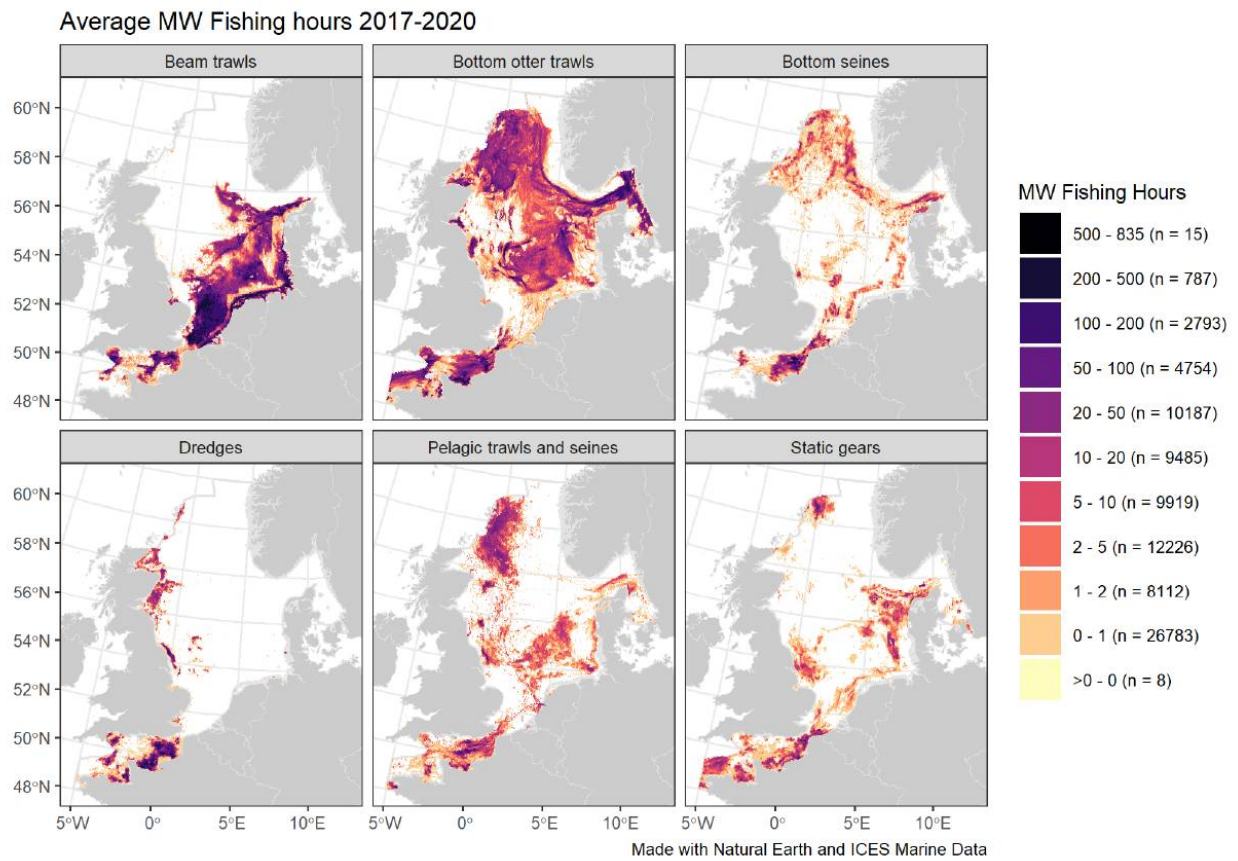 Average MW Fishing hours 2017-2020
Beam trawls
Bottom otter trawls
Bottom seines
60°N
58°N
56°N
54°N
52°N
50°N
48°N
Dredges
Pelagic trawls and seines
Static gears
60°N
58°N
56°N
54°N
52°N
50°N
48°N
5°W 0° 5°E 10°E
5°W 0° 5°E 10°E
5°W 0° 5°E 10°E
MW Fishing Hours
500 - 835 (n = 15)
200 - 500 (n = 787)
100 - 200 (n = 2793)
50 - 100 (n = 4754)
20 - 50 (n = 10187)
10 - 20 (n = 9485)
5 - 10 (n = 9919)
2 - 5 (n = 12226)
1 - 2 (n = 8112)
0 - 1 (n = 26783)
>0 - 0 (n = 8)
Made with Natural Earth and ICES Marine Data